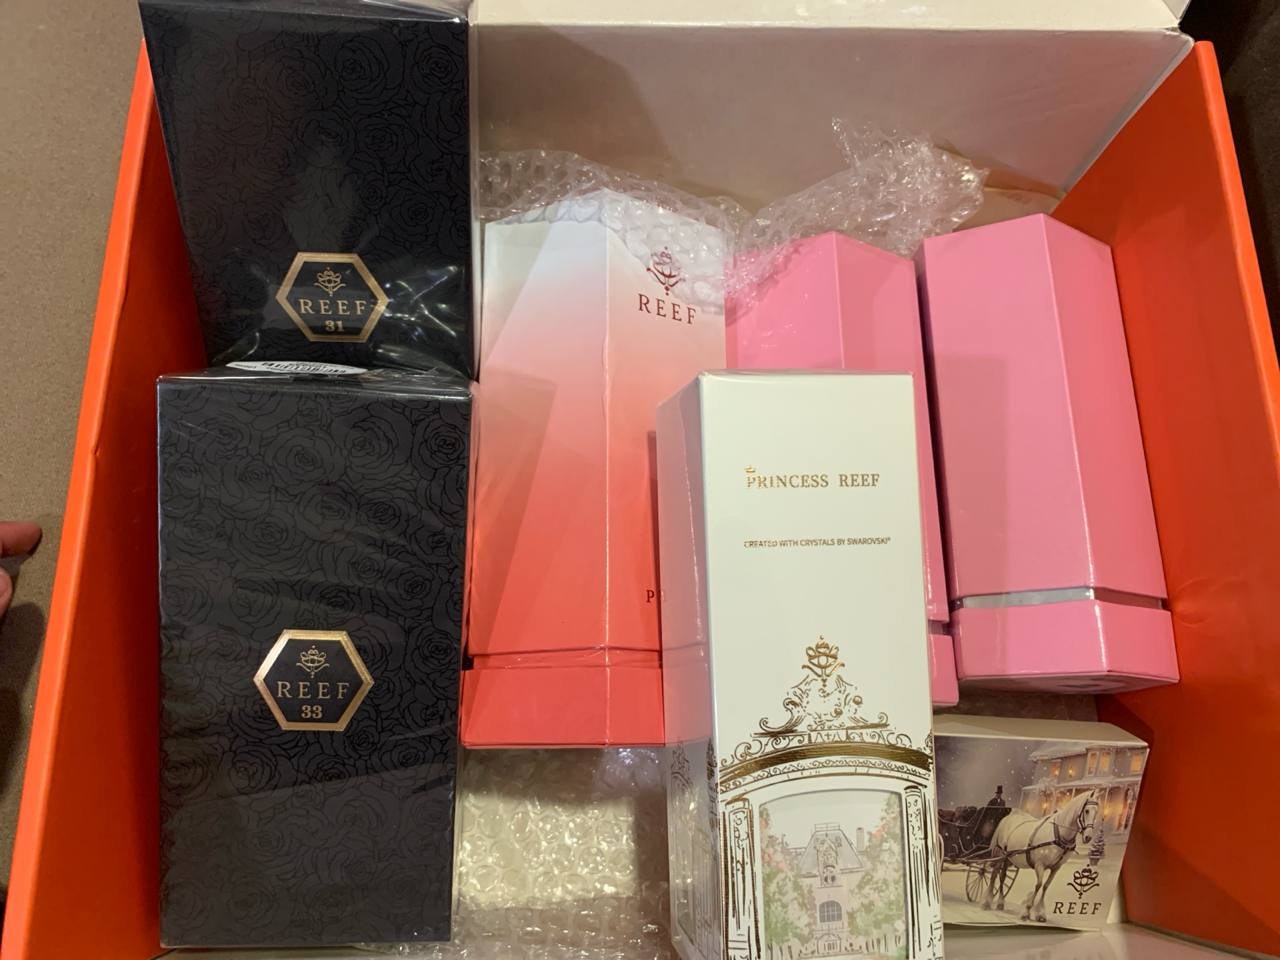 REEF
31
REEF
33
REEF
PRINCESS REEF
CREATED WITH CRYSTALS BY SWAROVSKI®
REEF